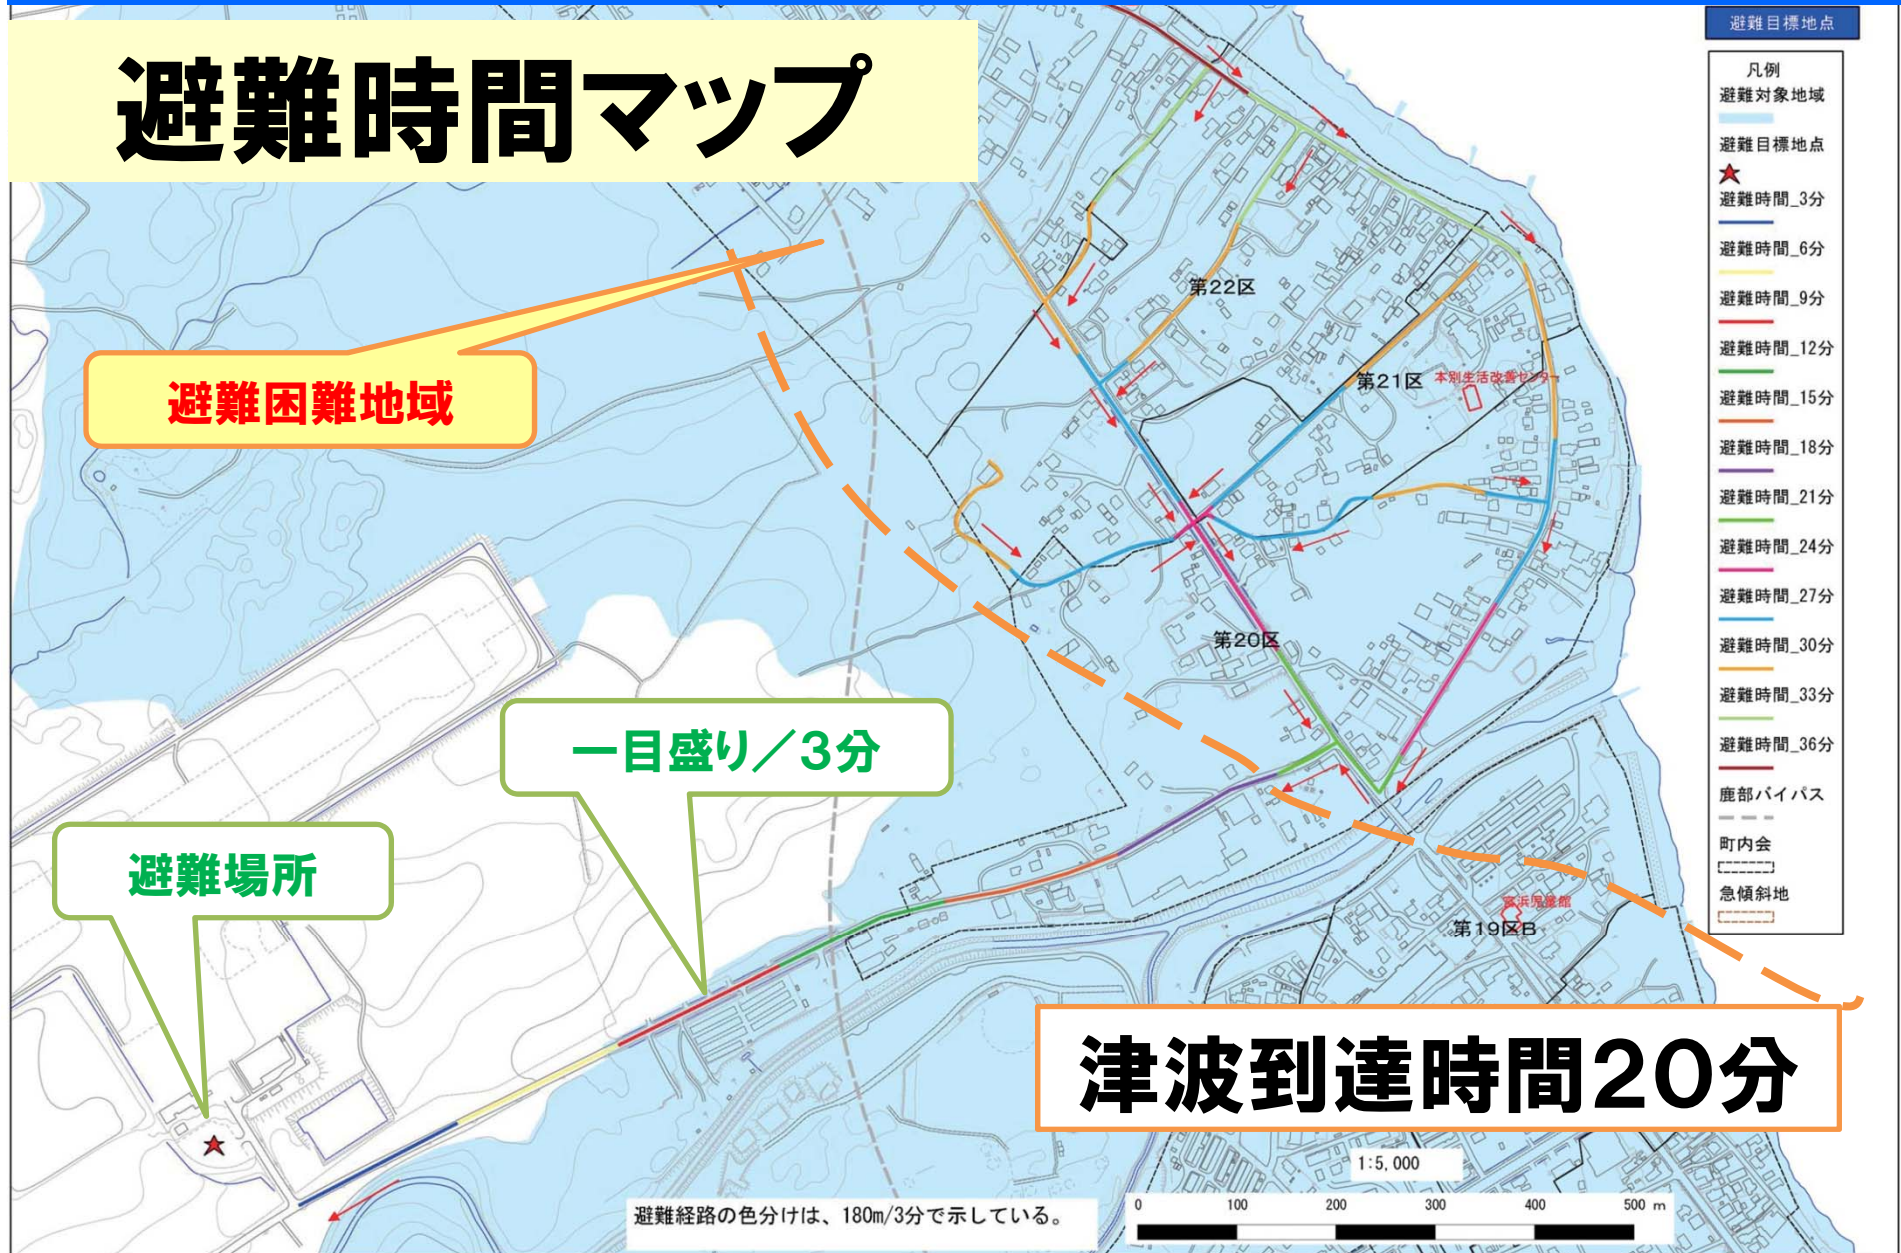 避難時間マップ
避難目標地点
凡例
避難対象地域
避難目標地点
避難時間_3分
避難時間_6分
避難時間_9分
避難時間_12分
避難時間_15分
避難時間_18分
避難時間_21分
避難時間_24分
避難時間_27分
避難時間_30分
避難時間_33分
避難時間_36分
鹿部バイパス
町内会
急傾斜地
第22区
第21区
本別生活改善センター
避難困難地域
第20区
一目盛り／3分
避難場所
宮浜児童館
第19区B
津波到達時間20分
1:5,000
0 100 200 300 400 500 m
避難経路の色分けは、180m/3分で示している。